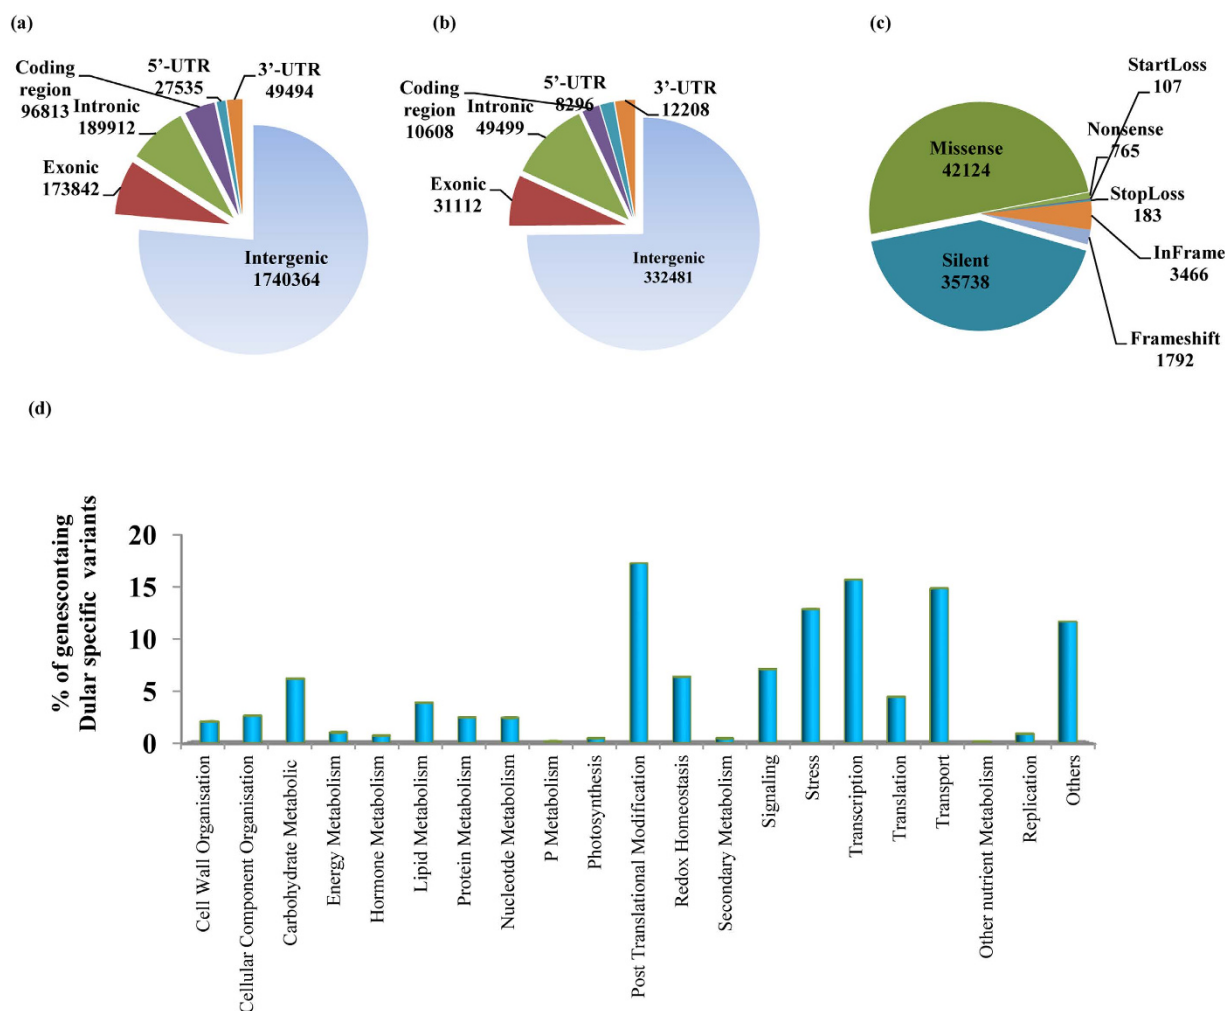 (a)
(b)
(c)
Coding
region
96813
5’-UTR
27535
3’-UTR
49494
Intronic
189912
Exonic
173842
Intergenic
1740364
Coding
region
10608
5’-UTR
8296
3’-UTR
12208
Intronic
49499
Exonic
31112
Intergenic
332481
StartLoss
107
Nonsense
765
Missense
42124
StopLoss
183
InFrame
3466
Silent
35738
Frameshift
1792
(d)
% of genescontaing
Dular specific variants
20
15
10
5
0
Cell Wall Organisation
Cellular Component Organisation
Carbohydrate Metabolic
Energy Metabolism
Hormone Metabolism
Lipid Metabolism
Protein Metabolism
Nucleotde Metabolism
P Metabolism
Photosynthesis
Post Translational Modification
Redox Homeostasis
Secondary Metabolism
Signaling
Stress
Transcription
Translation
Transport
Other nutrient Metabolism
Replication
Others